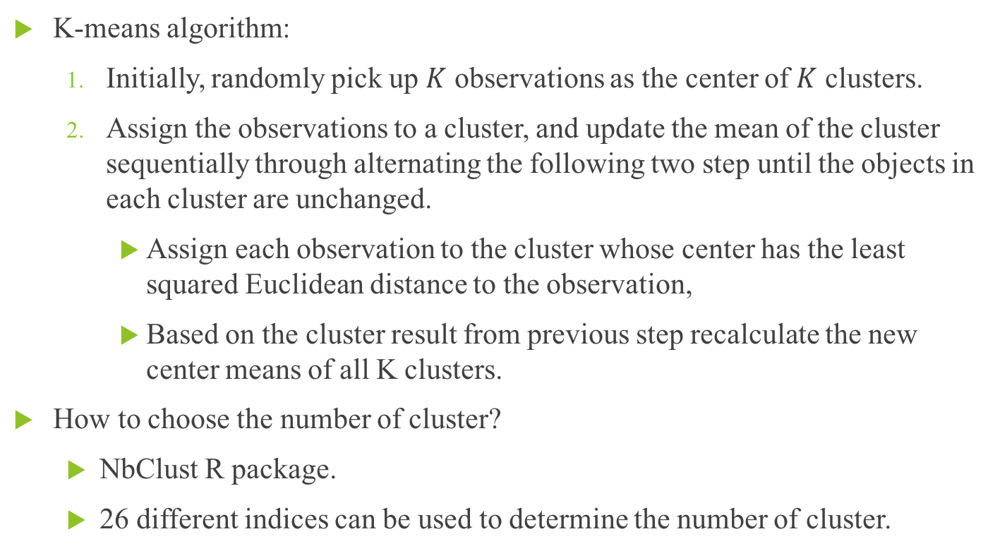 K-means algorithm:
1. Initially, randomly pick up K observations as the center of K clusters.
2. Assign the observations to a cluster, and update the mean of the cluster
sequentially through alternating the following two step until the objects in
each cluster are unchanged.
Assign each observation to the cluster whose center has the least
squared Euclidean distance to the observation,
Based on the cluster result from previous step recalculate the new
center means of all K clusters.
How to choose the number of cluster?
NbClust R package.
26 different indices can be used to determine the number of cluster.